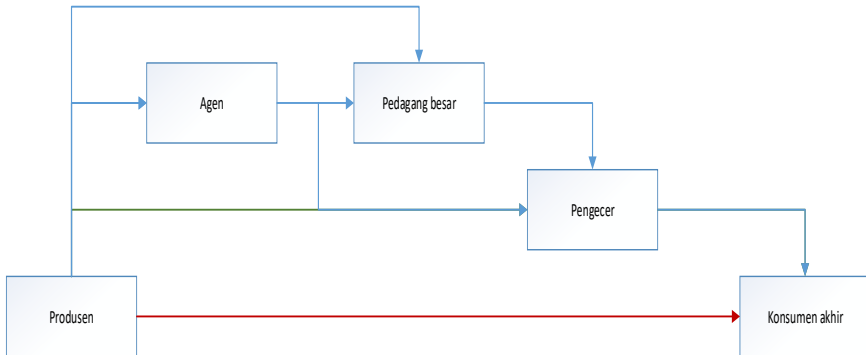 Agen
Pedagang besar
Pengecer
Produsen
Konsumen akhir